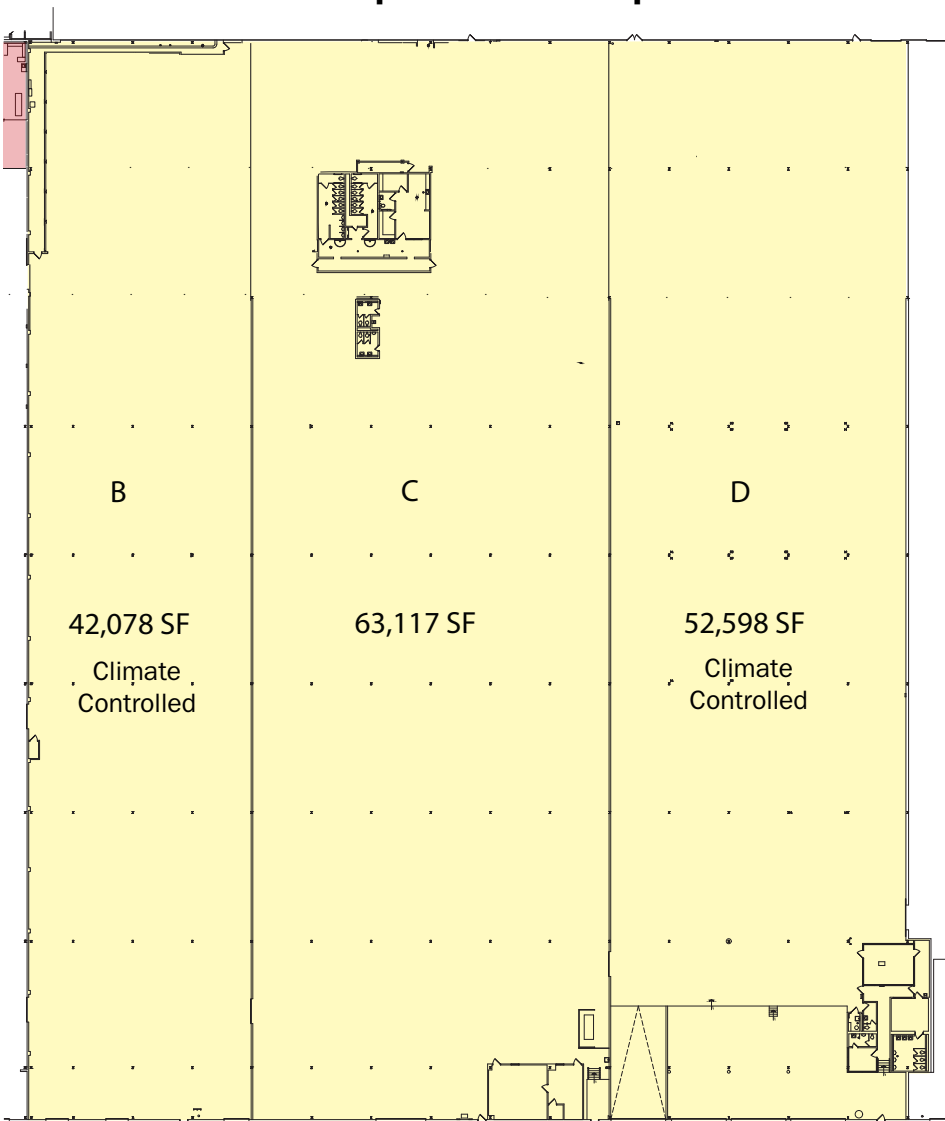 B
C
D
42,078 SF
63,117 SF
52,598 SF
Climate
Controlled
Climate
Controlled